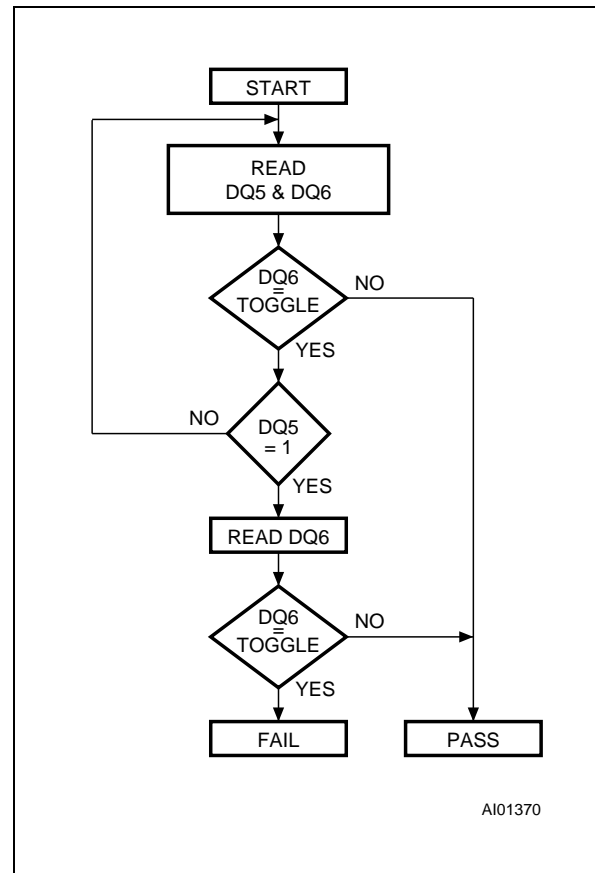 START
READ
DQ5 & DQ6
DQ6
=
TOGGLE
NO
YES
NO
DQ5
= 1
YES
READ DQ6
DQ6
=
TOGGLE
NO
YES
FAIL
PASS
AI01370